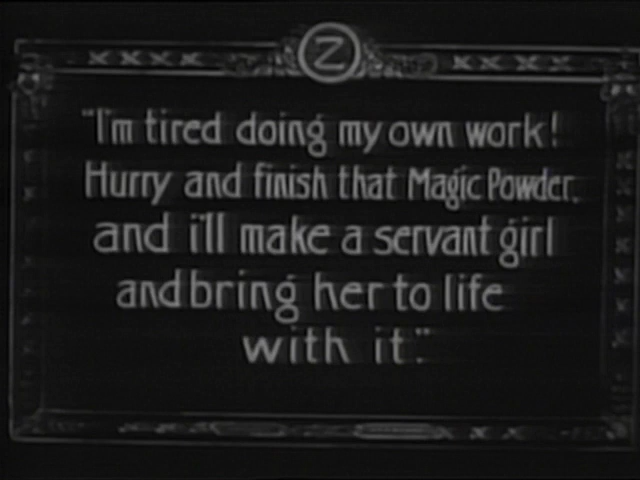 Z
"I'm tired doing my own work!
Hurry and finish that Magic Powder.
and i'll make a servant girl
and bring her to life
with it."